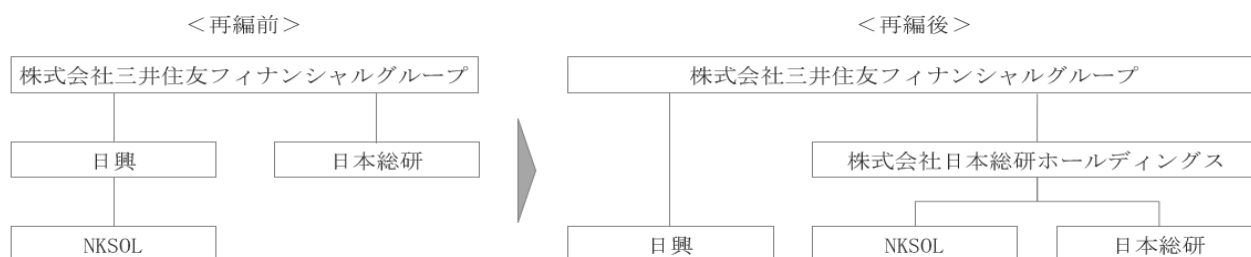 ＜再編前＞
株式会社三井住友フィナンシャルグループ
日興
日本総研
NKSOL
＜再編後＞
株式会社三井住友フィナンシャルグループ
株式会社日本総研ホールディングス
日興
NKSOL
日本総研